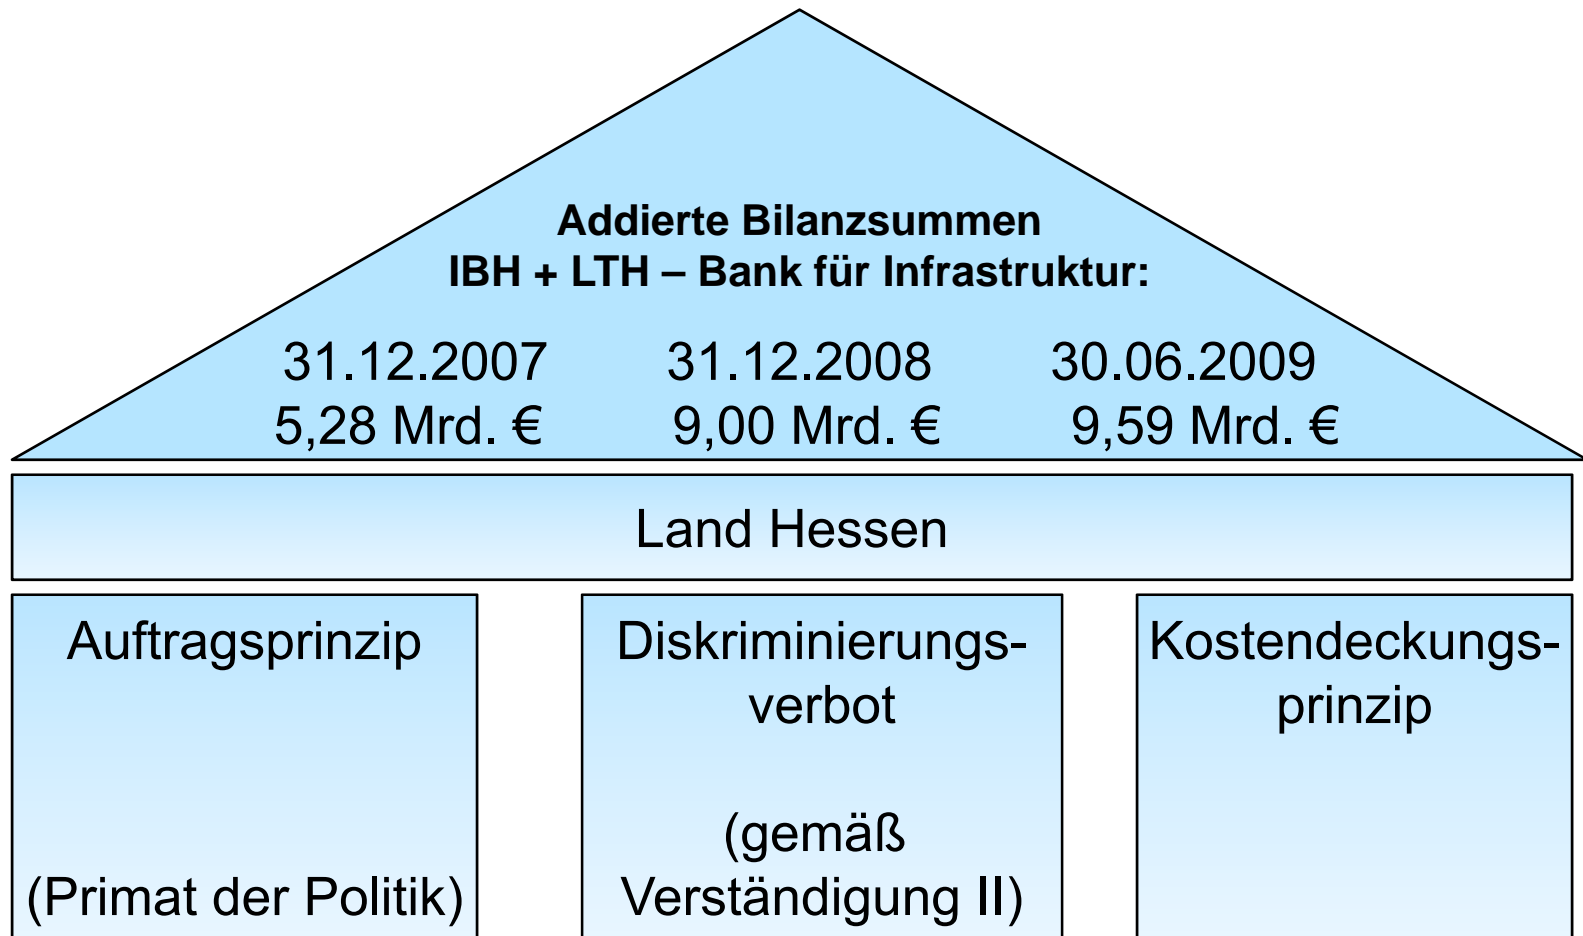 Addierte Bilanzsummen
IBH + LTH – Bank für Infrastruktur:
31.12.2007 31.12.2008 30.06.2009
5,28 Mrd. € 9,00 Mrd. € 9,59 Mrd. €
Land Hessen
Auftragsprinzip
(Primat der Politik)
Diskriminierungs-
verbot
(gemäß
Verständigung II)
Kostendeckungs-
prinzip